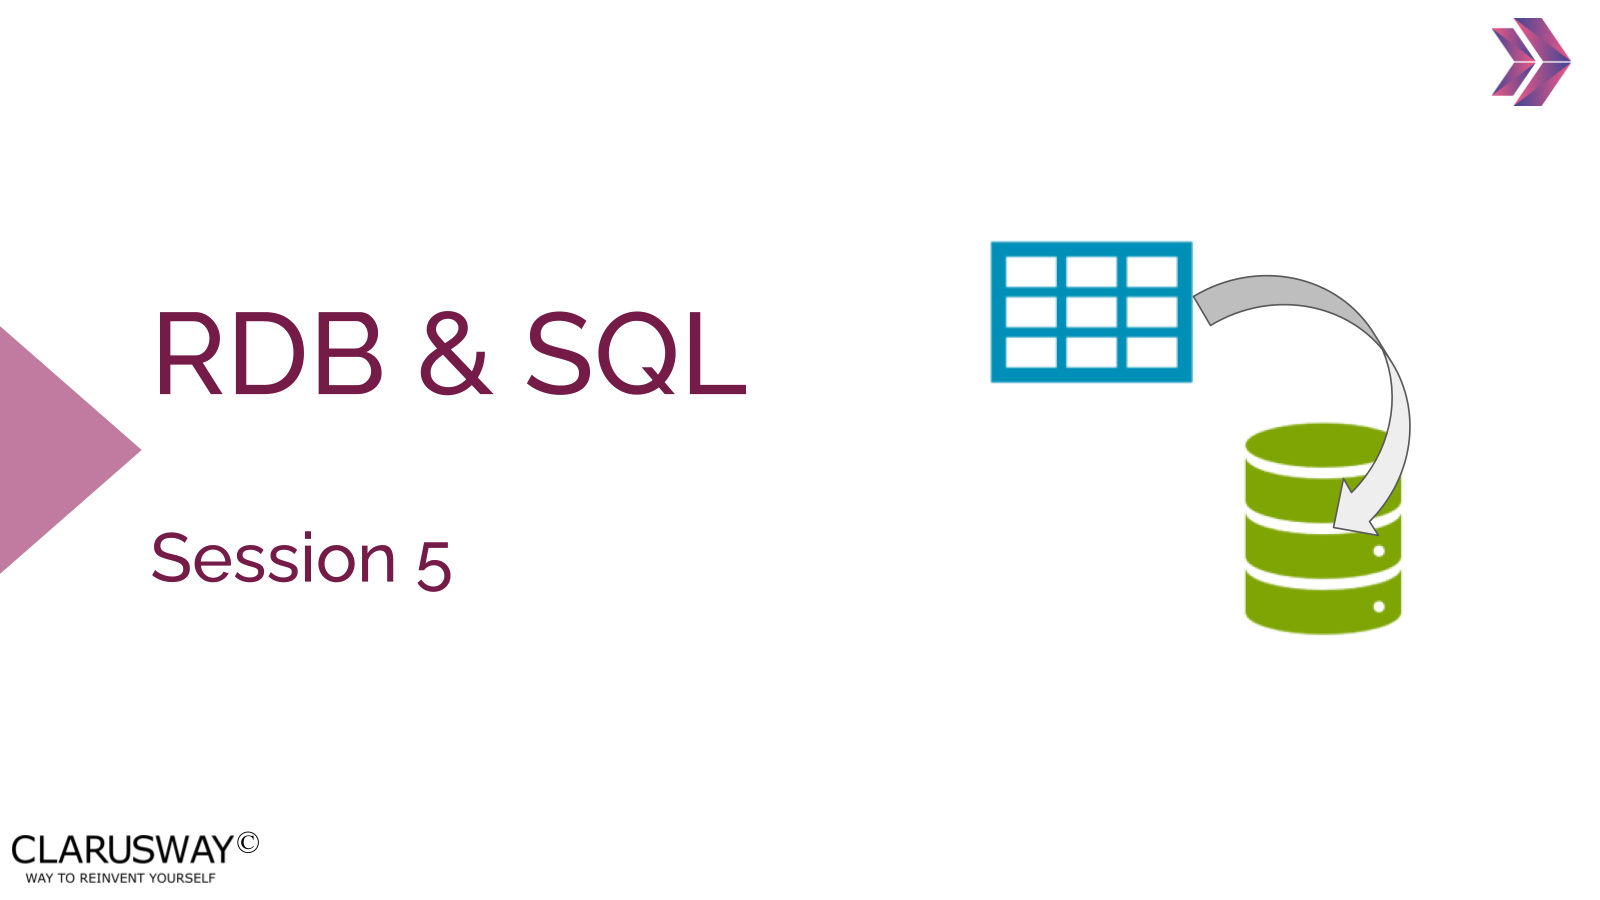 RDB & SQL
Session 5
CLARUSWAY©
WAY TO REINVENT YOURSELF